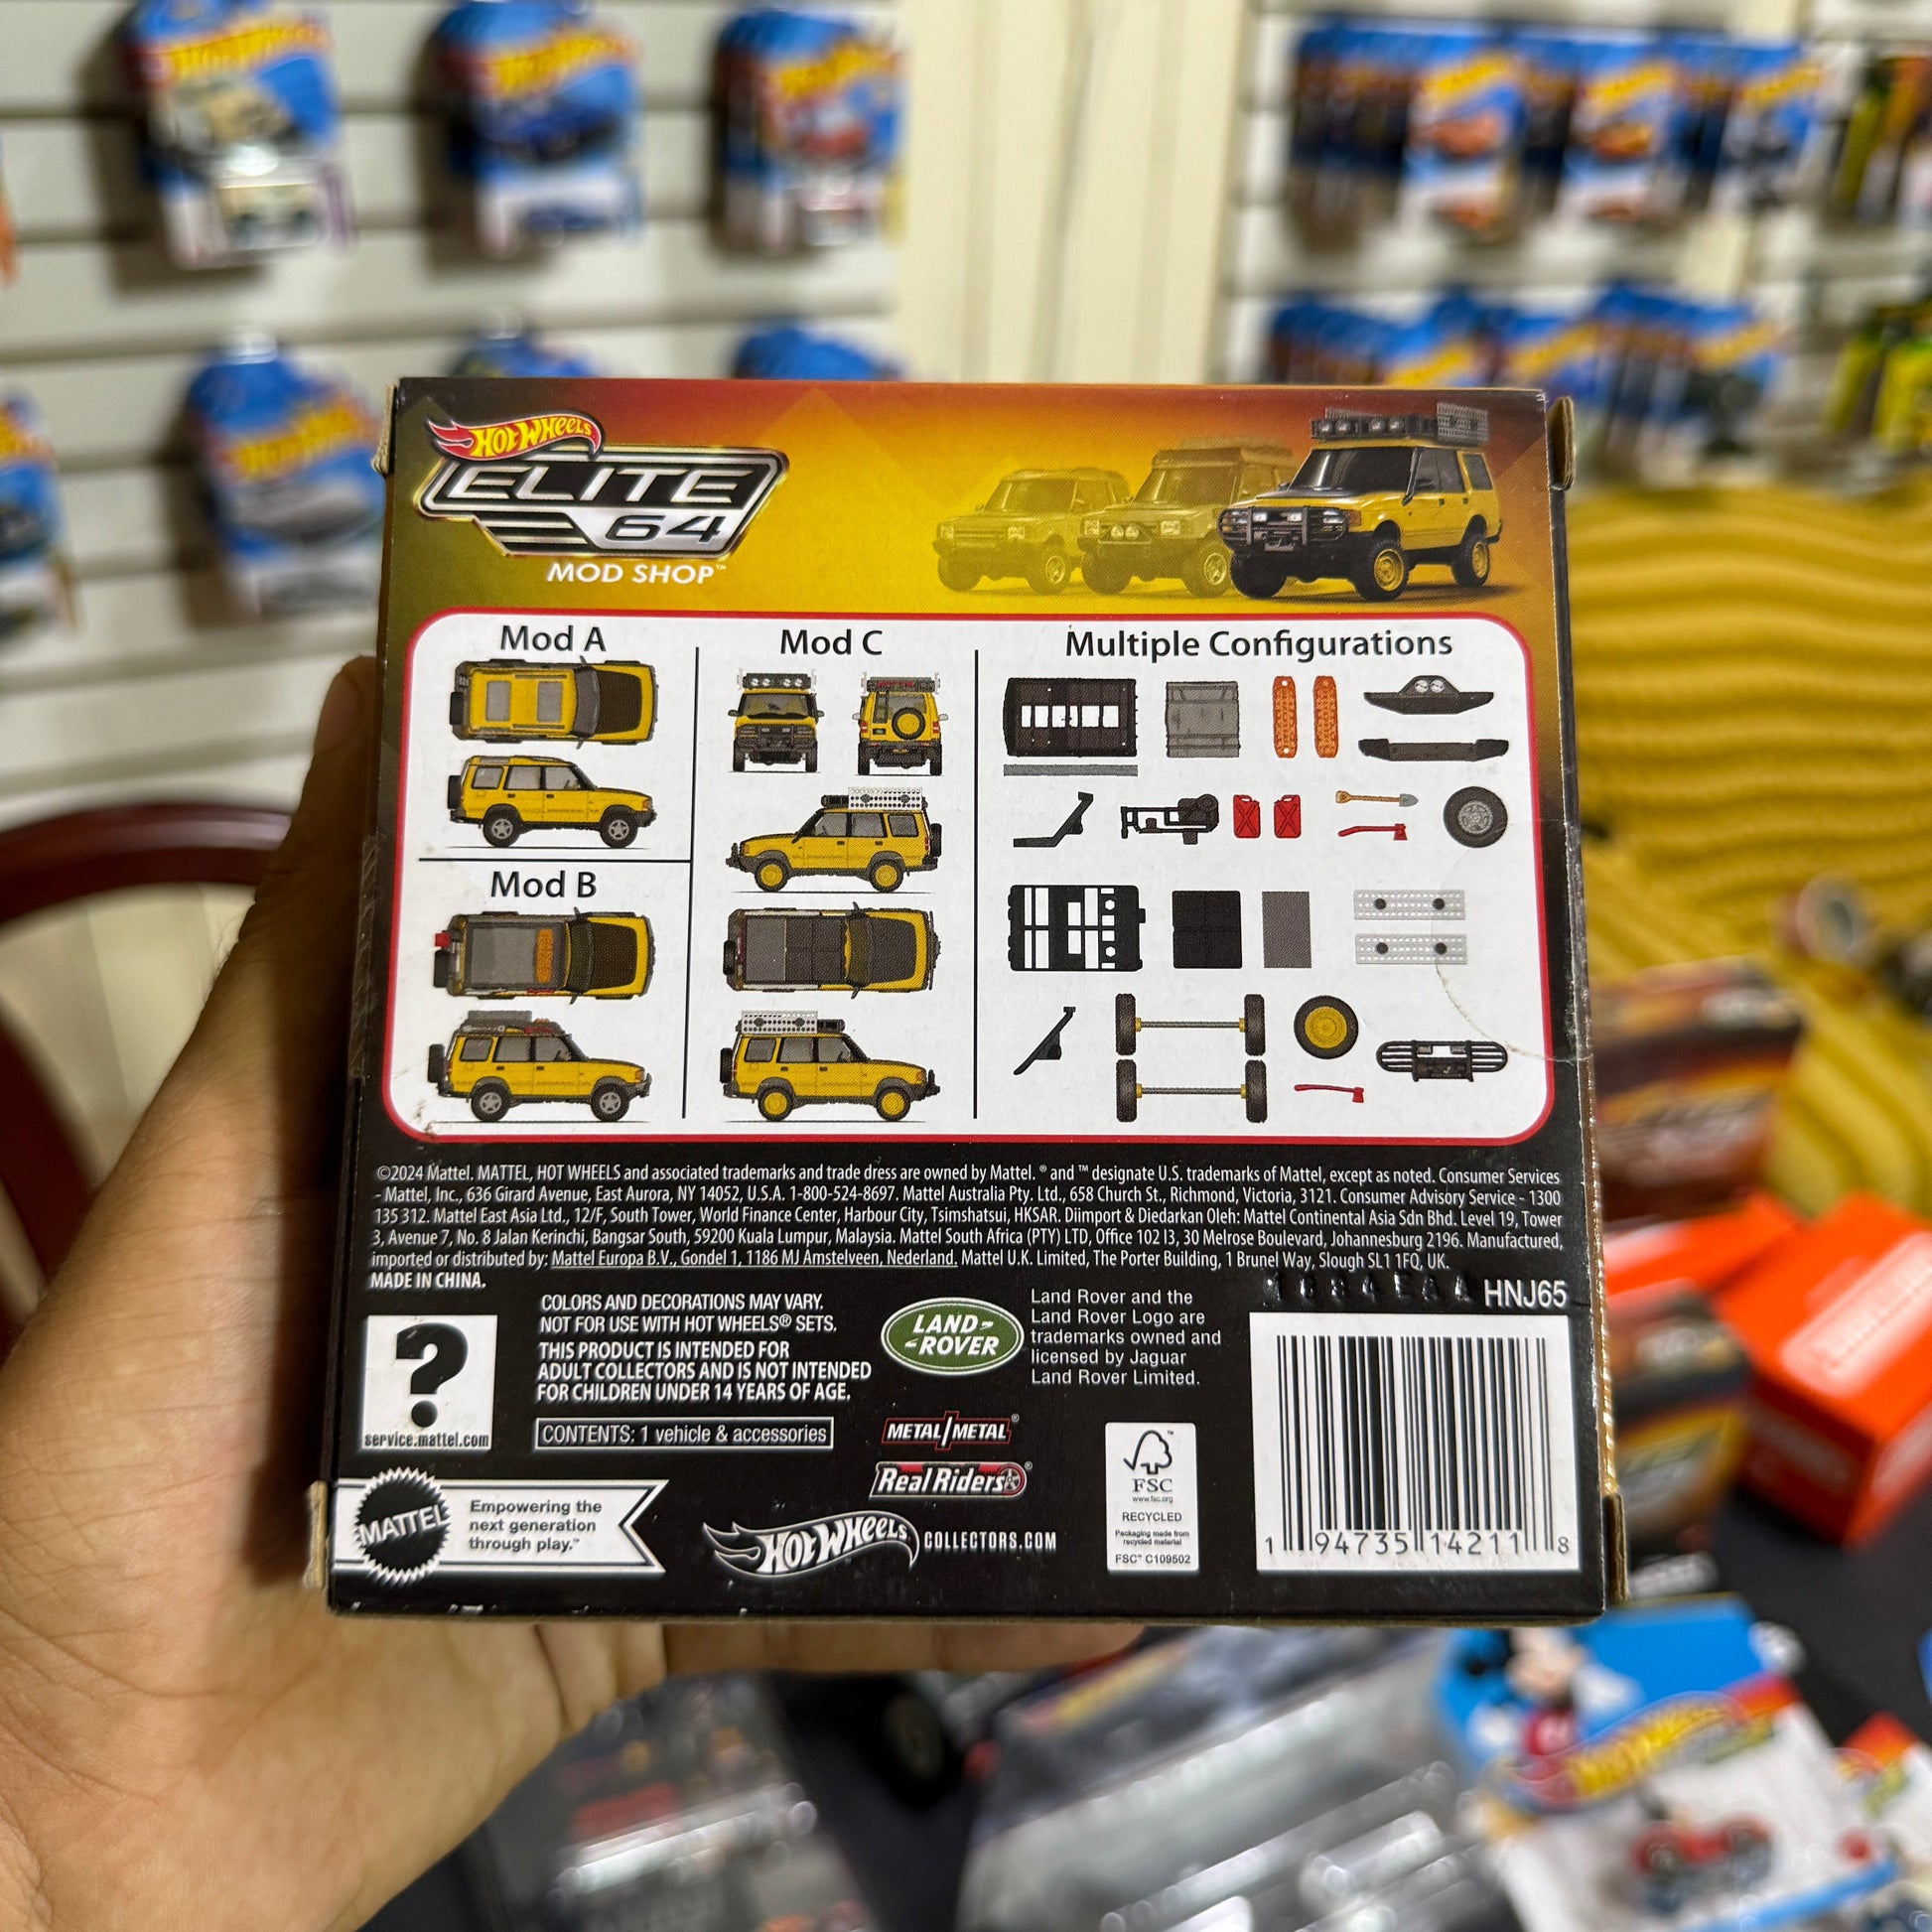 HOT WHEELS
ELITE
64
MOD SHOP™
Mod A
Mod B
Mod C
Multiple Configurations
©2024 Mattel. MATTEL, HOT WHEELS and associated trademarks and trade dress are owned by Mattel. ® and ™ designate U.S. trademarks of Mattel, except as noted. Consumer Services
- Mattel, Inc., 636 Girard Avenue, East Aurora, NY 14052, U.S.A. 1-800-524-8697. Mattel Australia Pty. Ltd., 658 Church St., Richmond, Victoria, 3121. Consumer Advisory Service - 1300
135 312. Mattel East Asia Ltd., 12/F, South Tower, World Finance Center, Harbour City, Tsimshatsui, HKSAR. Diimport & Diedarkan Oleh: Mattel Continental Asia Sdn Bhd. Level 19, Tower
3, Avenue 7, No. 8 Jalan Kerinchi, Bangsar South, 59200 Kuala Lumpur, Malaysia. Mattel South Africa (PTY) LTD, Office 102 I3, 30 Melrose Boulevard, Johannesburg 2196. Manufactured,
imported or distributed by: Mattel Europa B.V., Gondel 1, 1186 MJ Amstelveen, Nederland. Mattel U.K. Limited, The Porter Building, 1 Brunel Way, Slough SL1 1FQ, UK.
MADE IN CHINA.
?
service.mattel.com
COLORS AND DECORATIONS MAY VARY.
NOT FOR USE WITH HOT WHEELS® SETS.
THIS PRODUCT IS INTENDED FOR
ADULT COLLECTORS AND IS NOT INTENDED
FOR CHILDREN UNDER 14 YEARS OF AGE.
CONTENTS: 1 vehicle & accessories
LAND-
-ROVER
Land Rover and the
Land Rover Logo are
trademarks owned and
licensed by Jaguar
Land Rover Limited.
HNJ65
METAL/METAL®
Real Riders®
MATTEL
Empowering the
next generation
through play.™
HOT WHEELS COLLECTORS.COM
FSC
www.fsc.org
RECYCLED
Packaging made from
recycled material
FSC™ C109502
1 94735 14211 8
Hot Wheels
Hot Wheels
Hot Wheels
Hot Wheels